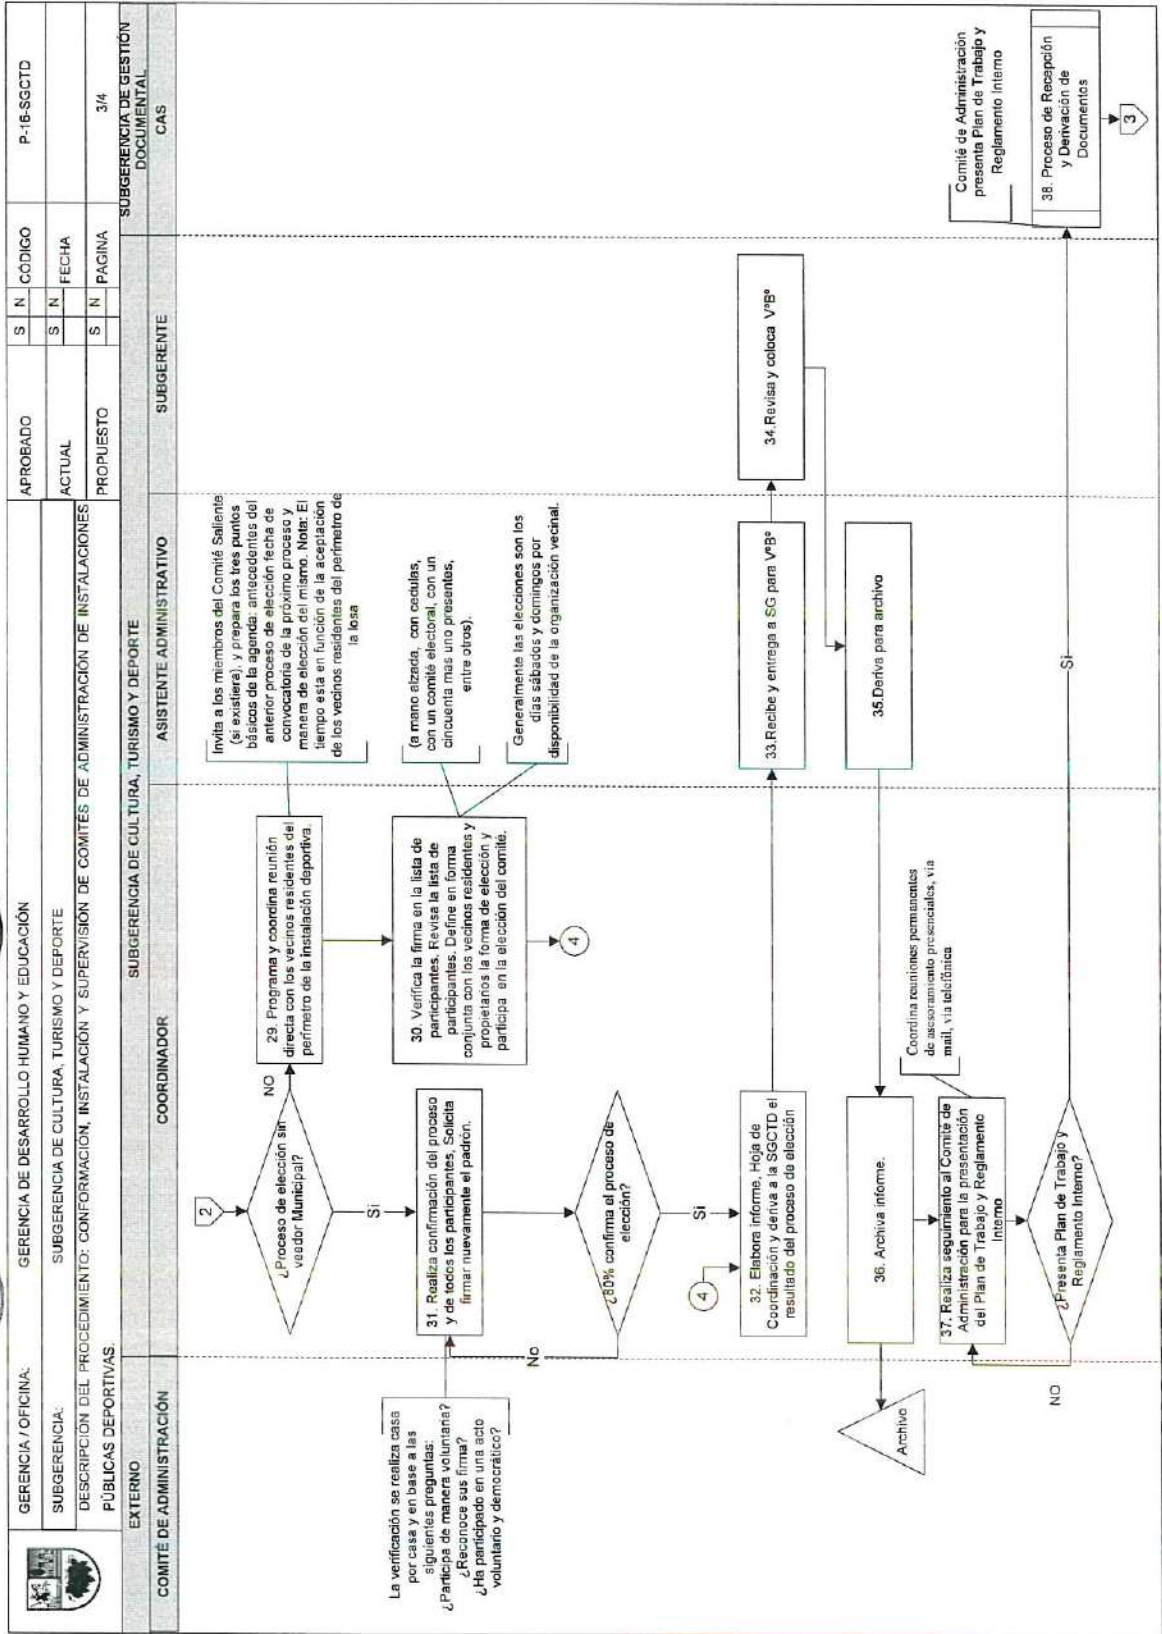 GERENCIA / OFICINA: GERENCIA DE DESARROLLO HUMANO Y EDUCACIÓN APROBADO S N CÓDIGO P-16-SGCTD
SUBGERENCIA: SUBGERENCIA DE CULTURA, TURISMO Y DEPORTE ACTUAL S N FECHA
DESCRIPCIÓN DEL PROCEDIMIENTO: CONFORMACIÓN, INSTALACIÓN Y SUPERVISIÓN DE COMITÉS DE ADMINISTRACIÓN DE INSTALACIONES
PÚBLICAS DEPORTIVAS.
PROPUESTO S N PAGINA 3/4
EXTERNO
SUBGERENCIA DE CULTURA, TURISMO Y DEPORTE
SUBGERENCIA DE GESTIÓN
DOCUMENTAL
COMITÉ DE ADMINISTRACIÓN
COORDINADOR
ASISTENTE ADMINISTRATIVO
SUBGERENTE
CAS
2
¿Proceso de elección sin
veedor Municipal?
NO
29. Programa y coordina reunión
directa con los vecinos residentes del
perímetro de la instalación deportiva.
Invita a los miembros del Comité Saliente
(si existiera), y prepara los tres puntos
básicos de la agenda: antecedentes del
anterior proceso de elección fecha de
convocatoria de la próximo proceso y
manera de elección del mismo. Nota: El
tiempo esta en función de la aceptación
de los vecinos residentes del perímetro de
la losa
Si
30. Verifica la firma en la lista de
participantes. Revisa la lista de
participantes. Define en forma
conjunta con los vecinos residentes y
propietarios la forma de elección y
participa en la elección del comité.
(a mano alzada, con cedulas,
con un comité electoral, con un
cincuenta mas uno presentes,
entre otros).
Generalmente las elecciones son los
días sábados y domingos por
disponibilidad de la organización vecinal.
4
La verificación se realiza casa
por casa y en base a las
siguientes preguntas:
¿Participa de manera voluntaria?
¿Reconoce sus firma?
¿Ha participado en una acto
voluntario y democrático?
31. Realiza confirmación del proceso
y de todos los participantes, Solicita
firmar nuevamente el padrón.
¿80% confirma el proceso de
elección?
No
Si
4
32. Elabora informe, Hoja de
Coordinación y deriva a la SGCTD el
resultado del proceso de elección
33.Recibe y entrega a SG para VºBº
34.Revisa y coloca VºBº
35.Deriva para archivo
36. Archiva informe.
Archivo
37. Realiza seguimiento al Comité de
Administración para la presentación
del Plan de Trabajo y Reglamento
Interno
Coordina reuniones permanentes
de asesoramiento presenciales, via
mail, via telefónica
¿Presenta Plan de Trabajo y
Reglamento Interno?
NO
Si
Comité de Administración
presenta Plan de Trabajo y
Reglamento Interno
38. Proceso de Recepción
y Derivación de
Documentos
3